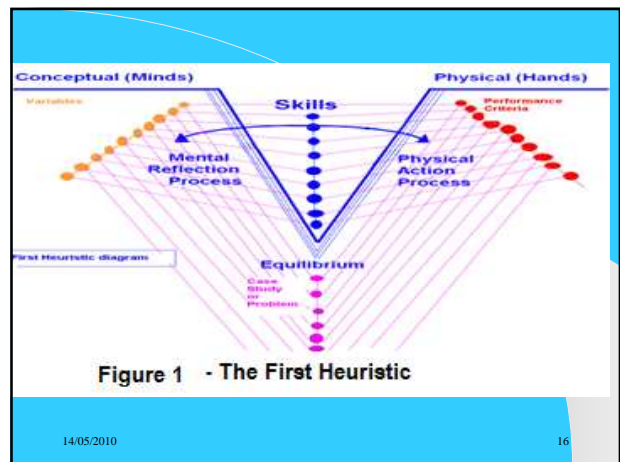 Conceptual (Minds)
Physical (Hands)
Variables
Skills
Performance
Criteria
Mental
Reflection
Process
Physical
Action
Process
First Heuristic diagram
Equilibrium
Case
Study
or
Problem
Figure 1 - The First Heuristic
14/05/2010
16